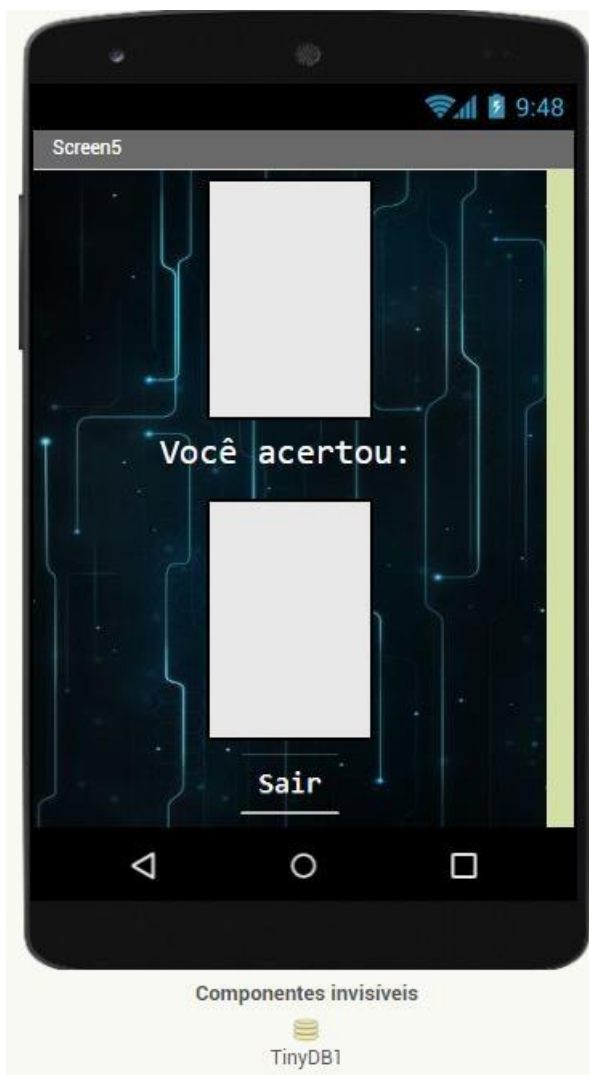 9:48
Screen5
Você acertou:
Sair
Componentes invisíveis
TinyDB1